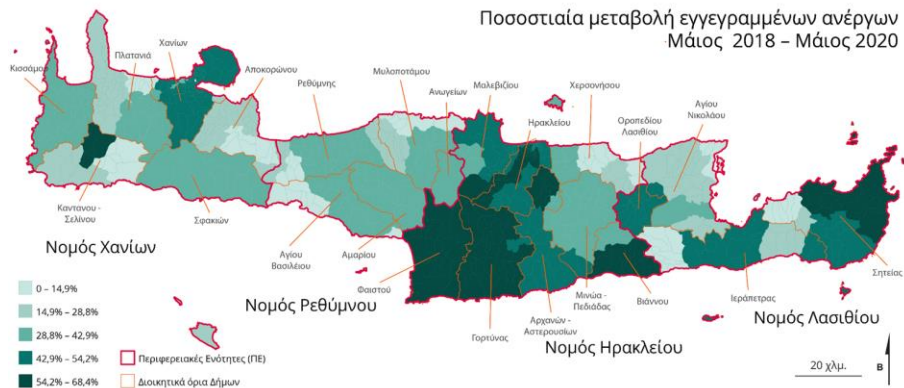 Ποσοστιαία μεταβολή εγγεγραμμένων ανέργων
Μάιος 2018 – Μάιος 2020
Κισσάμου
Πλατανιά
Χανίων
Αποκορώνου
Ρεθύμνης
Μυλοποτάμου
Ανωγείων
Μαλεβιζίου
Ηρακλείου
Χερσονήσου
Οροπεδίου
Λασιθίου
Αγίου
Νικολάου
Καντανου -
Σελίνου
Σφακιών
Αγίου
Βασιλείου
Αμαρίου
Φαιστού
Γορτύνας
Αρχανών -
Αστερουσίων
Μινώα -
Πεδιάδας
Βιάννου
Ιεράπετρας
Σητείας
Νομός Χανίων
Νομός Ρεθύμνου
Νομός Ηρακλείου
Νομός Λασιθίου
0 – 14,9%
14,9% – 28,8%
28,8% – 42,9%
42,9% – 54,2%
54,2% – 68,4%
Περιφερειακές Ενότητες (ΠΕ)
Διοικητικά όρια Δήμων
20 χλμ.
Β